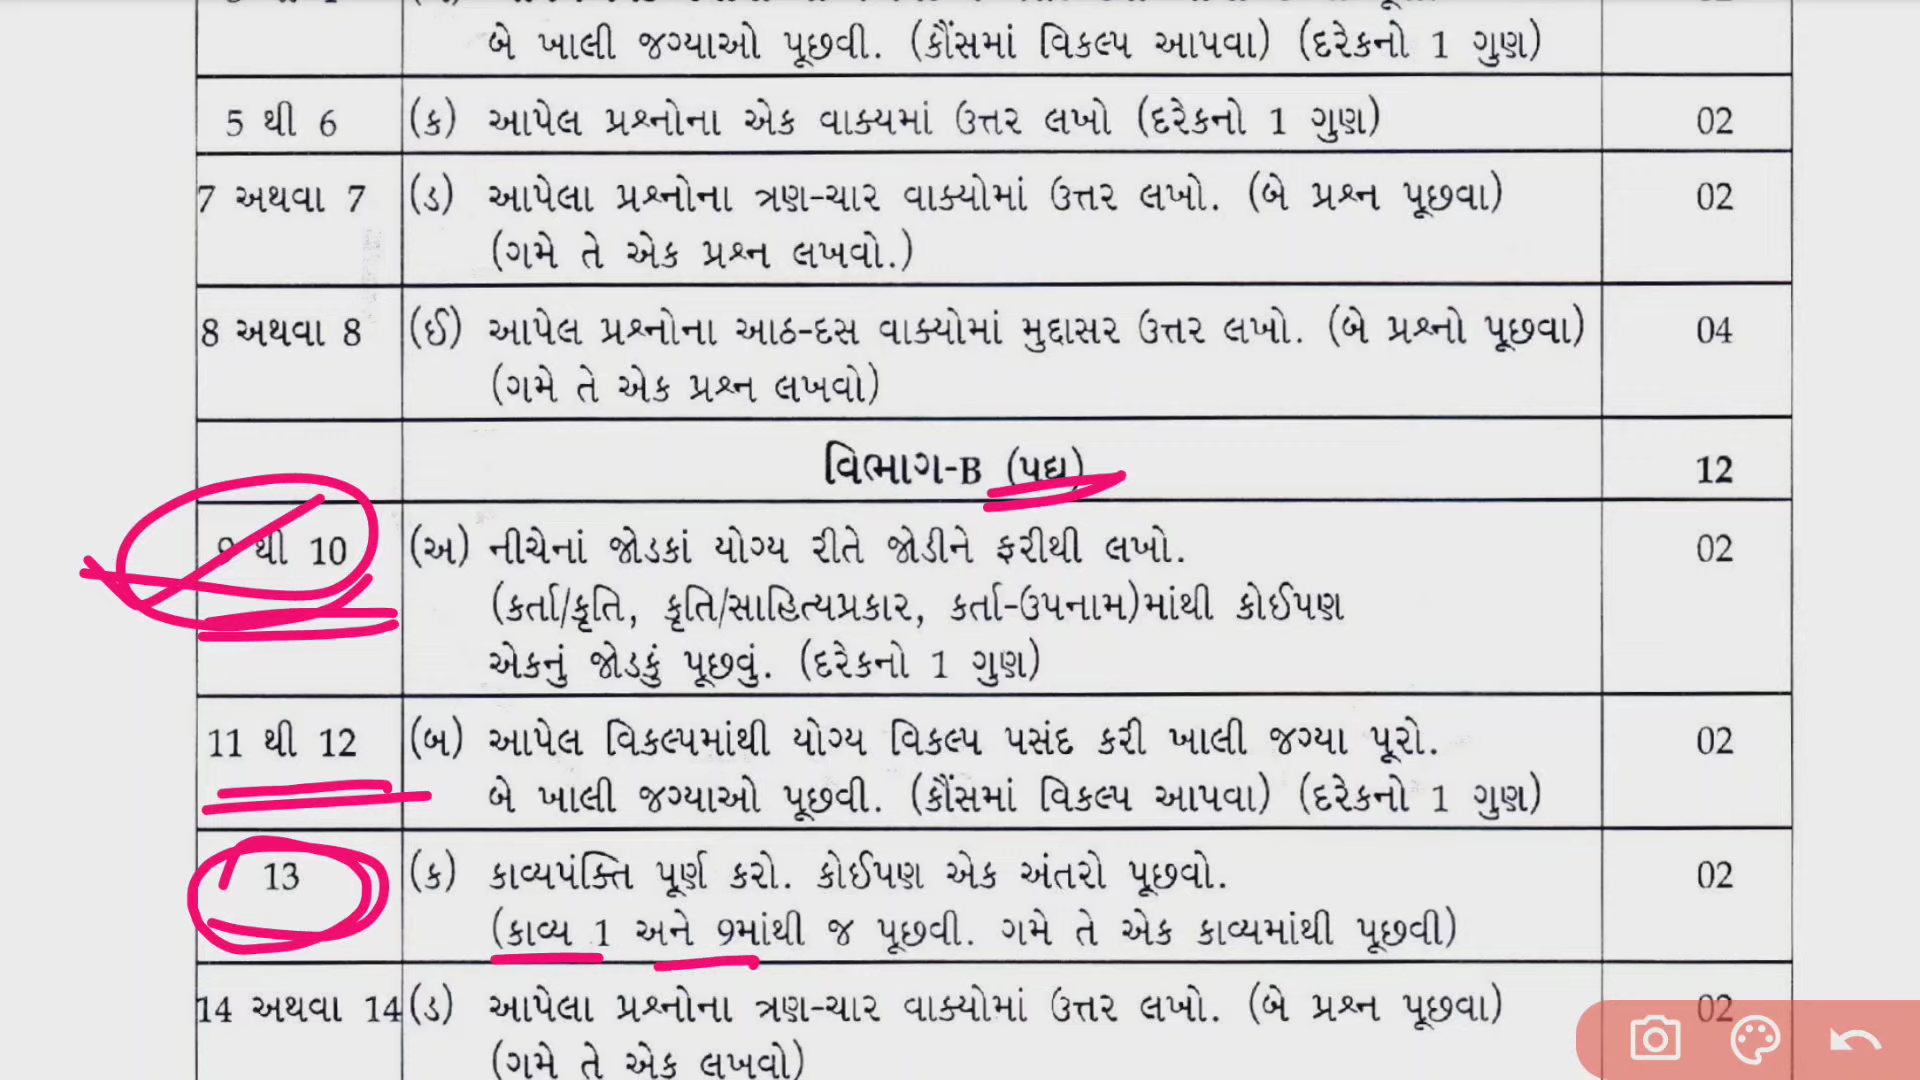 બે ખાલી જગ્યાઓ પૂછવી. (કૌંસમાં વિકલ્પ આપવા) (દરેકનો 1 ગુણ)
5 થી 6 (ક) આપેલ પ્રશ્નોના એક વાક્યમાં ઉત્તર લખો (દરેકનો 1 ગુણ) 02
7 અથવા 7 (ડ) આપેલા પ્રશ્નોના ત્રણ-ચાર વાક્યોમાં ઉત્તર લખો. (બે પ્રશ્ન પૂછવા) 02
(ગમે તે એક પ્રશ્ન લખવો.)
8 અથવા 8 (ઈ) આપેલ પ્રશ્નોના આઠ-દસ વાક્યોમાં મુદ્દાસર ઉત્તર લખો. (બે પ્રશ્નો પૂછવા) 04
(ગમે તે એક પ્રશ્ન લખવો)
વિભાગ-B (પદ્ય) 12
9 થી 10 (અ) નીચેનાં જોડકાં યોગ્ય રીતે જોડીને ફરીથી લખો. 02
(કર્તા/કૃતિ, કૃતિ/સાહિત્યપ્રકાર, કર્તા-ઉપનામ)માંથી કોઈપણ
એકનું જોડકું પૂછવું. (દરેકનો 1 ગુણ)
11 થી 12 (બ) આપેલ વિકલ્પમાંથી યોગ્ય વિકલ્પ પસંદ કરી ખાલી જગ્યા પૂરો. 02
બે ખાલી જગ્યાઓ પૂછવી. (કૌંસમાં વિકલ્પ આપવા) (દરેકનો 1 ગુણ)
13 (ક) કાવ્યપંક્તિ પૂર્ણ કરો. કોઈપણ એક અંતરો પૂછવો. 02
(કાવ્ય 1 અને 9માંથી જ પૂછવી. ગમે તે એક કાવ્યમાંથી પૂછવી)
14 અથવા 14 (ડ) આપેલા પ્રશ્નોના ત્રણ-ચાર વાક્યોમાં ઉત્તર લખો. (બે પ્રશ્ન પૂછવા) 02
(ગમે તે એક લખવો)